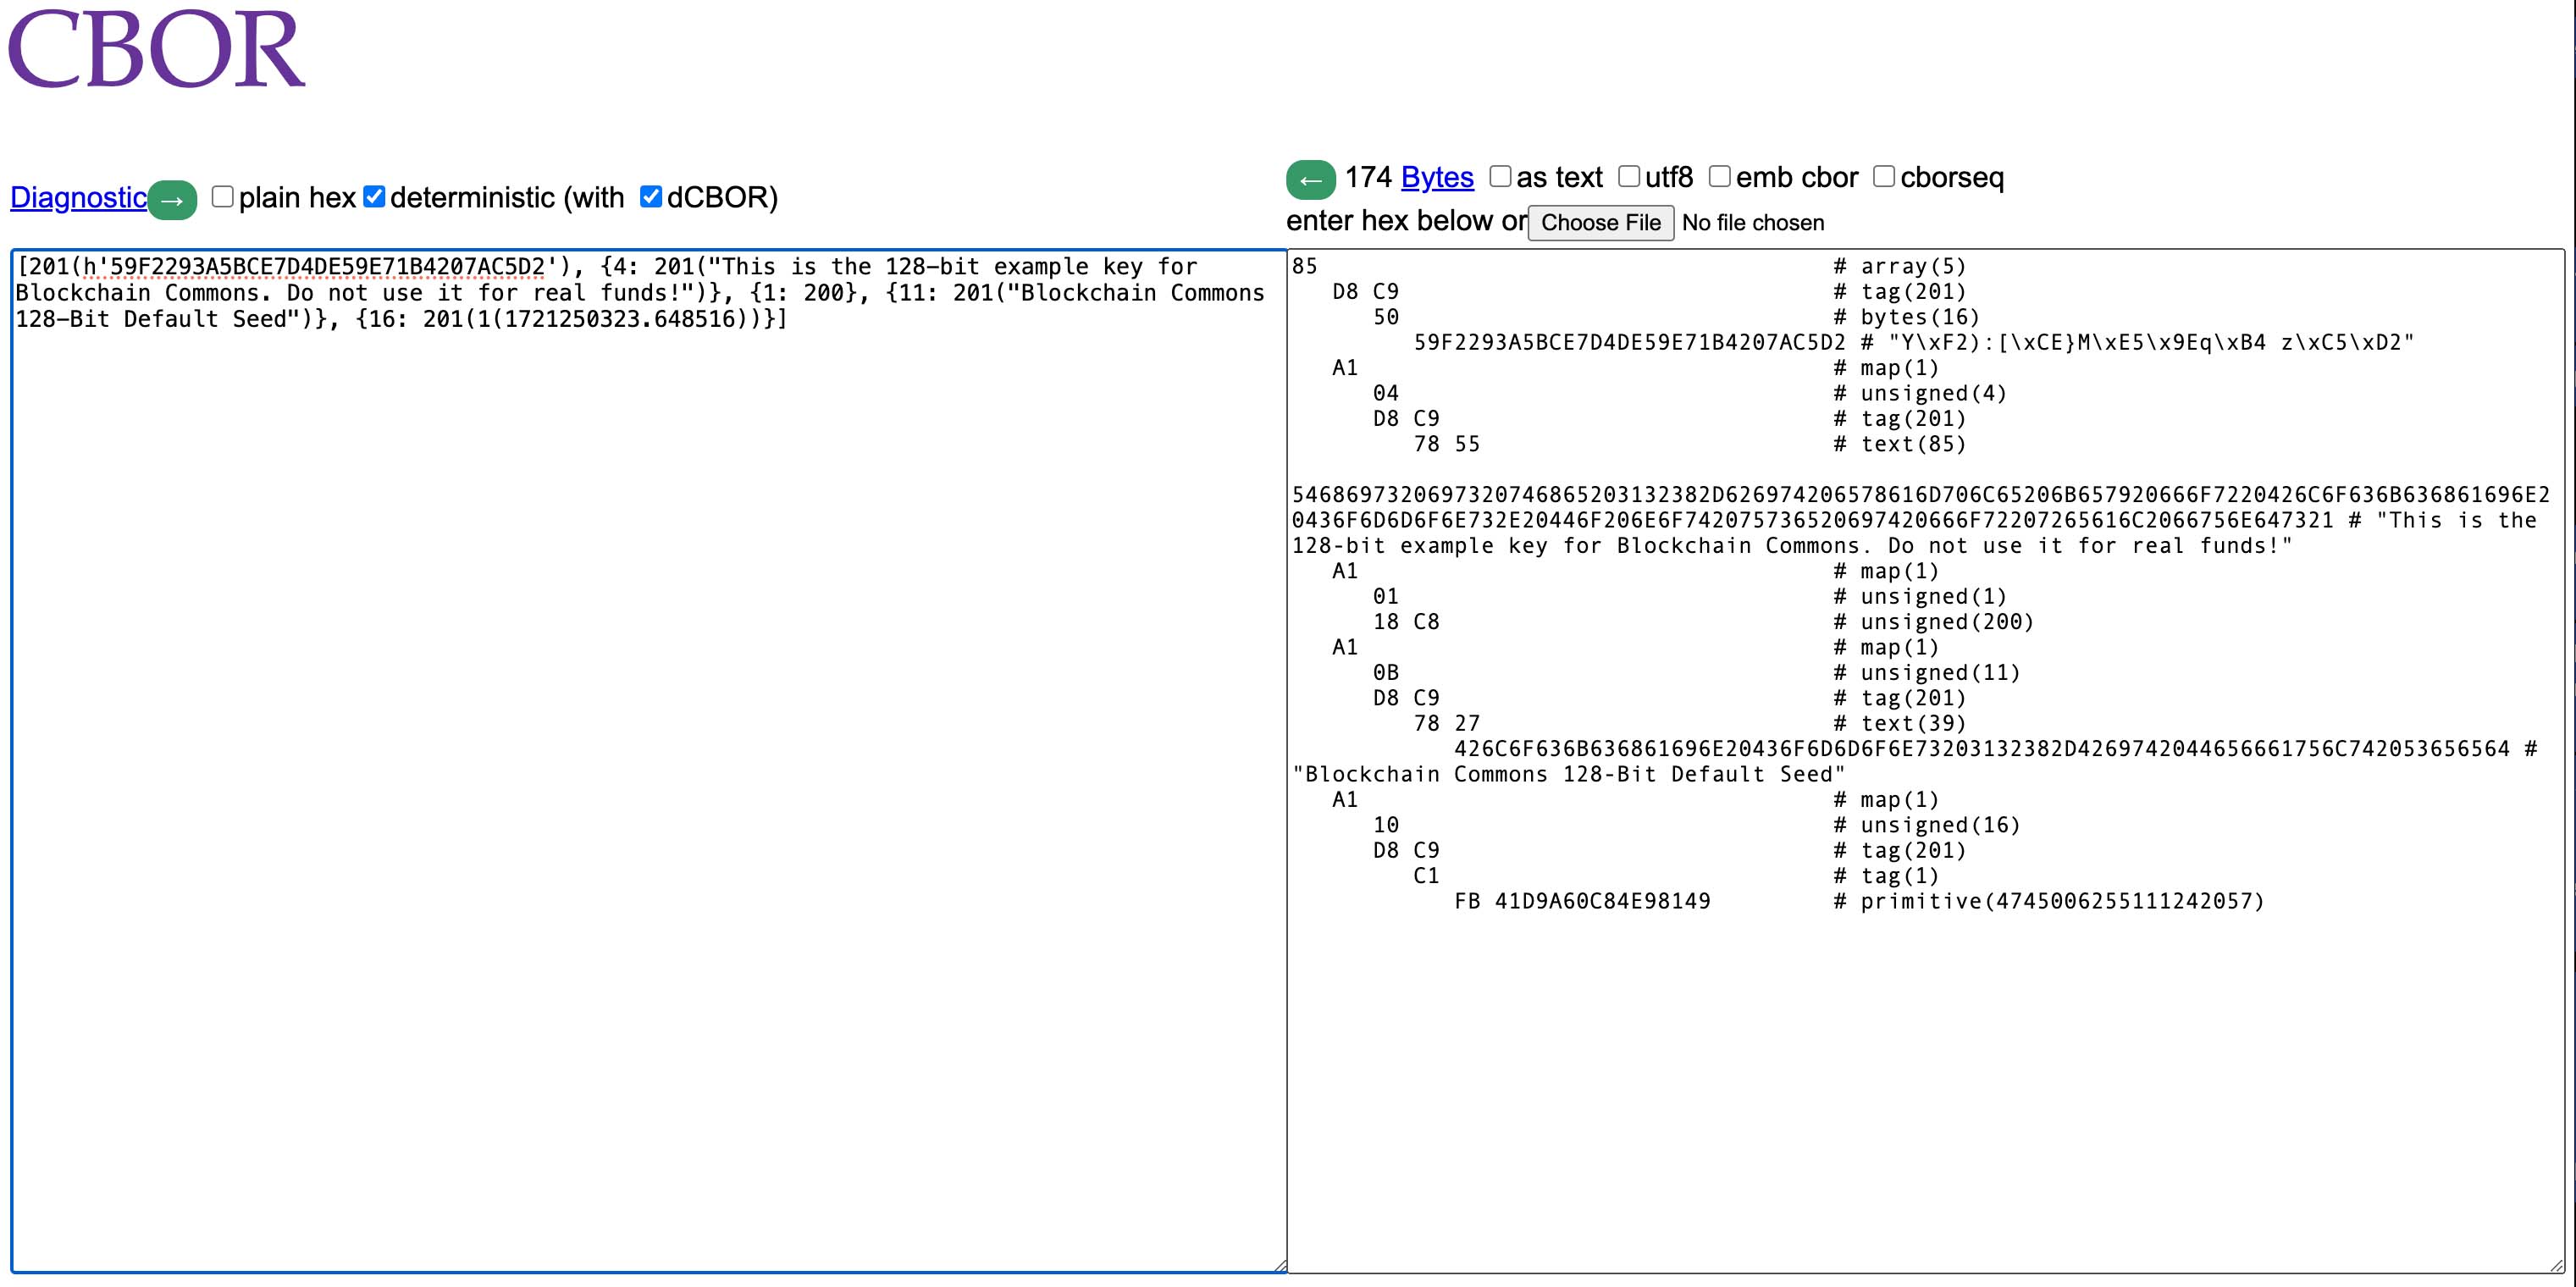 CBOR
Diagnostic → plain hex deterministic (with dCBOR)
← 174 Bytes as text utf8 emb cbor cborseq
enter hex below or Choose File No file chosen
[201(h'59F2293A5BCE7D4DE59E71B4207AC5D2'), {4: 201("This is the 128-bit example key for
Blockchain Commons. Do not use it for real funds!")}, {1: 200}, {11: 201("Blockchain Commons
128-Bit Default Seed")}, {16: 201(1(1721250323.648516))}]
85 # array(5)
D8 C9 # tag(201)
50 # bytes(16)
59F2293A5BCE7D4DE59E71B4207AC5D2 # "Y\xF2):[\xCE}M\xE5\x9Eq\xB4 z\xC5\xD2"
A1 # map(1)
04 # unsigned(4)
D8 C9 # tag(201)
78 55 # text(85)
5468697320697320746865203132382D626974206578616D706C65206B657920666F7220426C6F636B636861696E2
0436F6D6D6F6E732E20446F206E6F742075736520697420666F72207265616C2066756E647321 # "This is the
128-bit example key for Blockchain Commons. Do not use it for real funds!"
A1 # map(1)
01 # unsigned(1)
18 C8 # unsigned(200)
A1 # map(1)
0B # unsigned(11)
D8 C9 # tag(201)
78 27 # text(39)
426C6F636B636861696E20436F6D6D6F6E73203132382D4269742044656661756C742053656564 #
"Blockchain Commons 128-Bit Default Seed"
A1 # map(1)
10 # unsigned(16)
D8 C9 # tag(201)
C1 # tag(1)
FB 41D9A60C84E98149 # primitive(4745006255111242057)